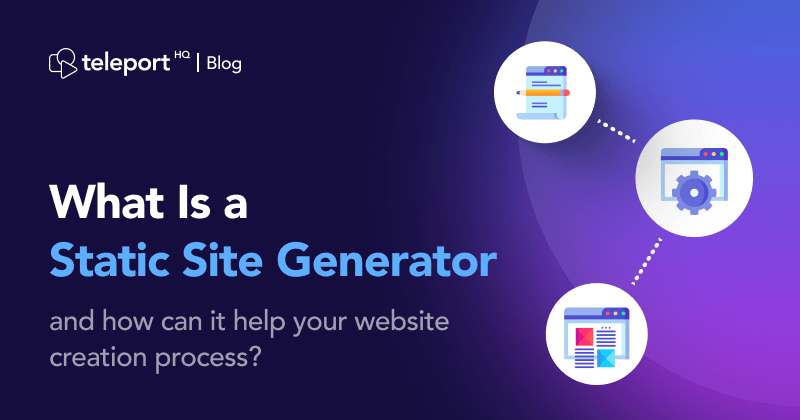 teleport HQ | Blog
What Is a
Static Site Generator
and how can it help your website
creation process?